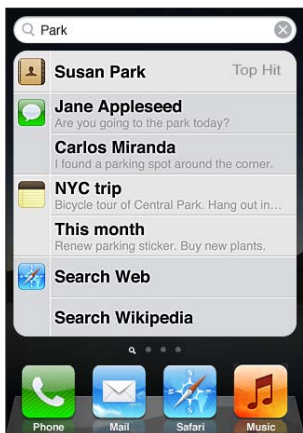 Park
Susan Park Top Hit
Jane Appleseed
Are you going to the park today?
Carlos Miranda
I found a parking spot around the corner.
NYC trip
Bicycle tour of Central Park. Hang out in…
This month
Renew parking sticker. Buy new plants.
Search Web
Search Wikipedia
Phone Mail Safari Music